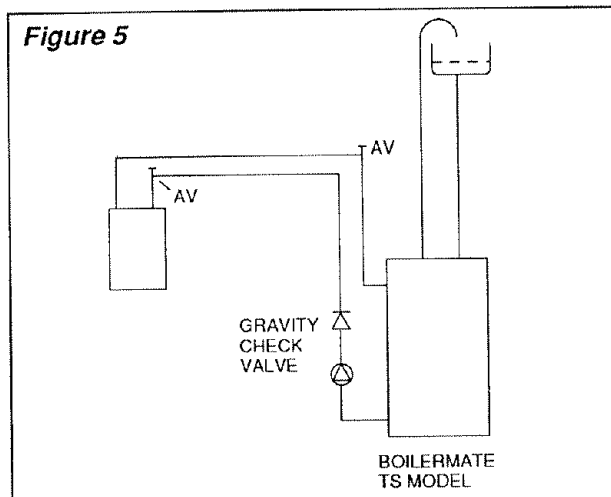 Figure 5
AV
AV
GRAVITY
CHECK
VALVE
BOILERMATE
TS MODEL